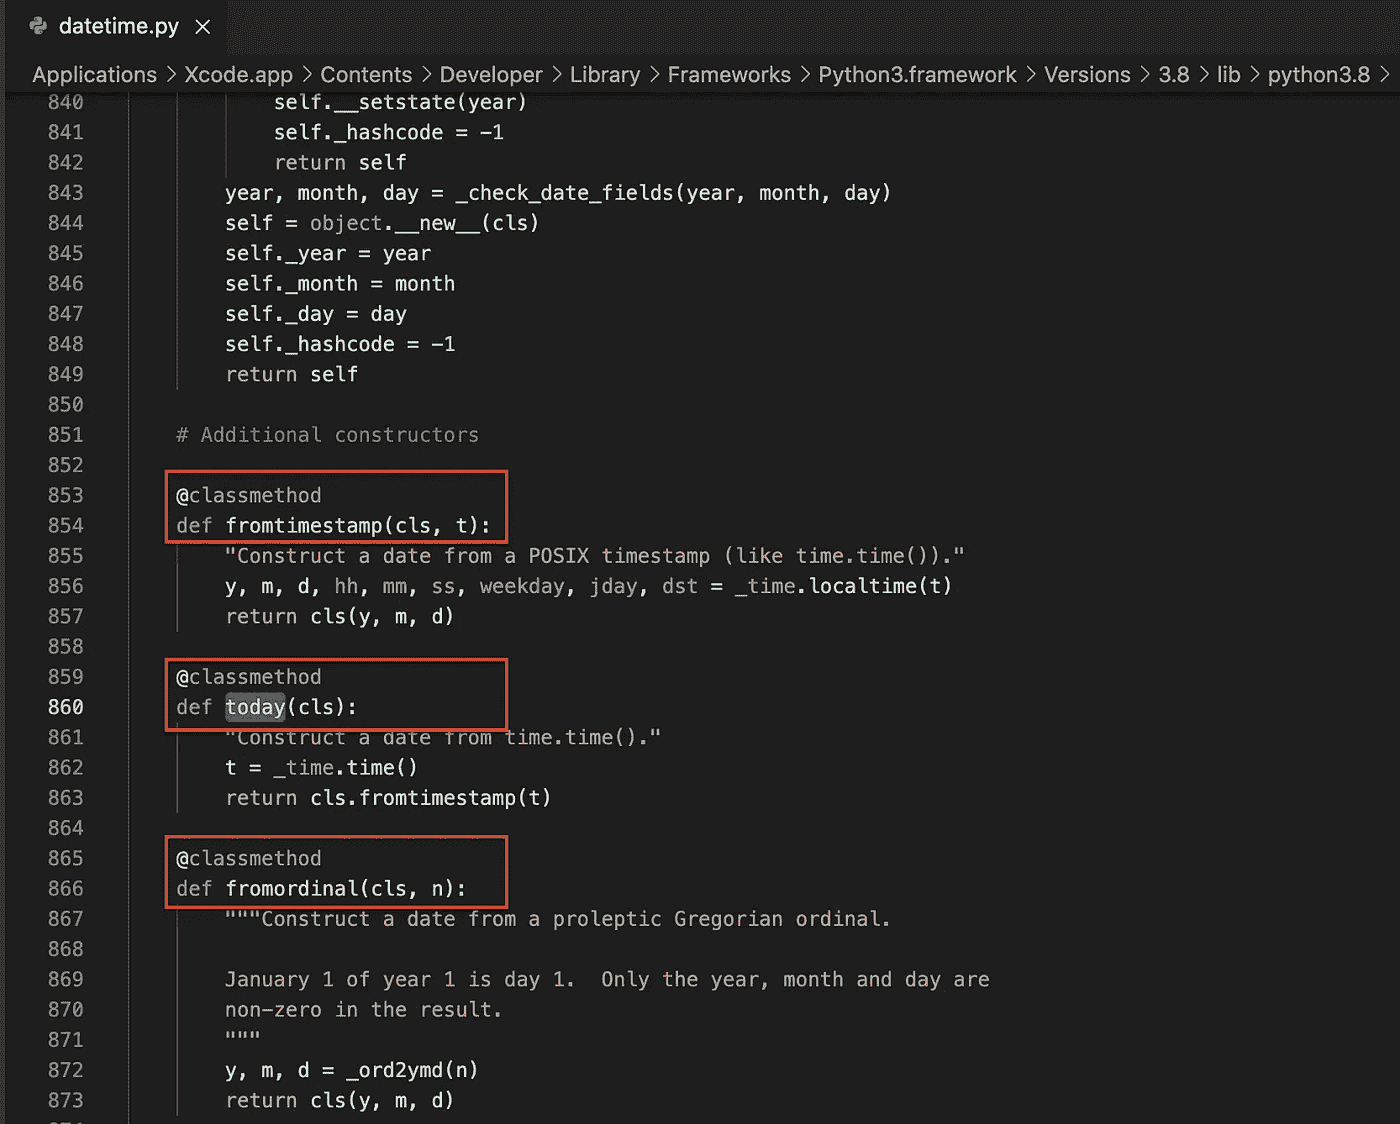 datetime.py ×
Applications > Xcode.app > Contents > Developer > Library > Frameworks > Python3.framework > Versions > 3.8 > lib > python3.8 >
840 self.__setstate(year)
841 self._hashcode = -1
842 return self
843 year, month, day = _check_date_fields(year, month, day)
844 self = object.__new__(cls)
845 self._year = year
846 self._month = month
847 self._day = day
848 self._hashcode = -1
849 return self
850
851 # Additional constructors
852
853 @classmethod
854 def fromtimestamp(cls, t):
855 "Construct a date from a POSIX timestamp (like time.time())."
856 y, m, d, hh, mm, ss, weekday, jday, dst = _time.localtime(t)
857 return cls(y, m, d)
858
859 @classmethod
860 def today(cls):
861 "Construct a date from time.time()."
862 t = _time.time()
863 return cls.fromtimestamp(t)
864
865 @classmethod
866 def fromordinal(cls, n):
867 """Construct a date from a proleptic Gregorian ordinal.
868
869 January 1 of year 1 is day 1.  Only the year, month and day are
870 non-zero in the result.
871 """
872 y, m, d = _ord2ymd(n)
873 return cls(y, m, d)